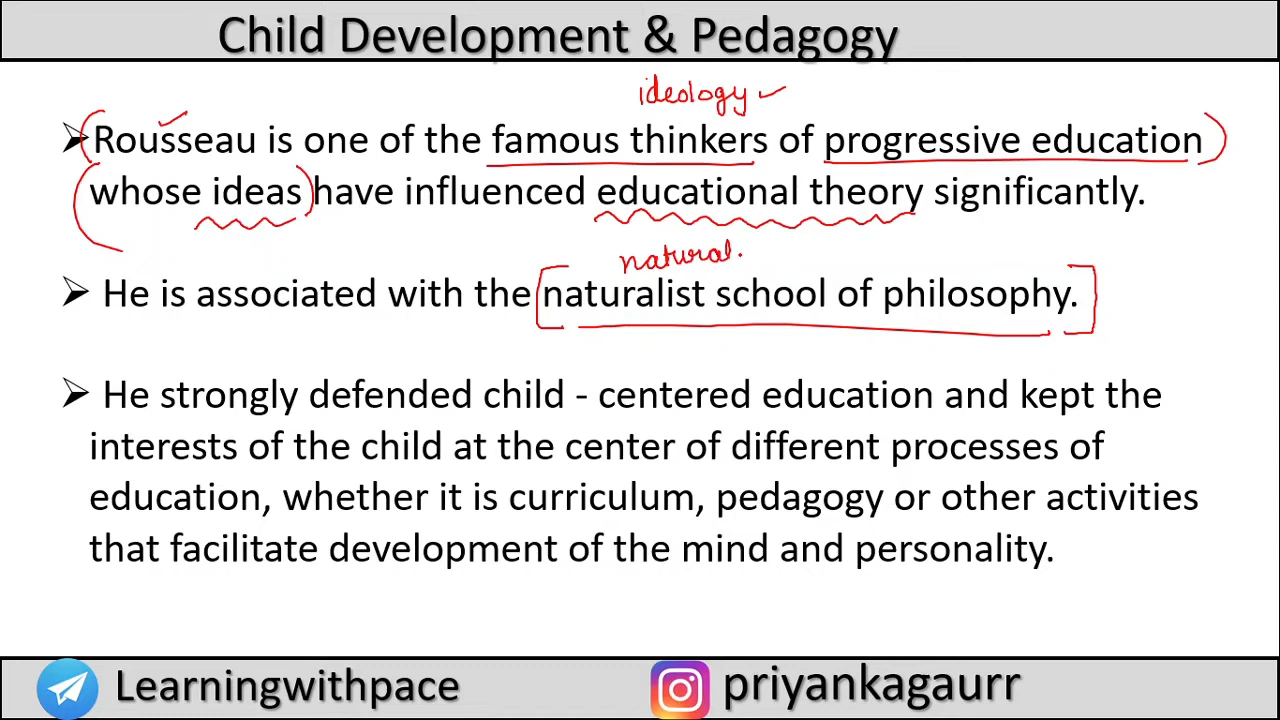 Child Development & Pedagogy
ideology
➢ Rousseau is one of the famous thinkers of progressive education
whose ideas have influenced educational theory significantly.
natural.
➢ He is associated with the naturalist school of philosophy.
➢ He strongly defended child - centered education and kept the
interests of the child at the center of different processes of
education, whether it is curriculum, pedagogy or other activities
that facilitate development of the mind and personality.
Learningwithpace
priyankagaurr